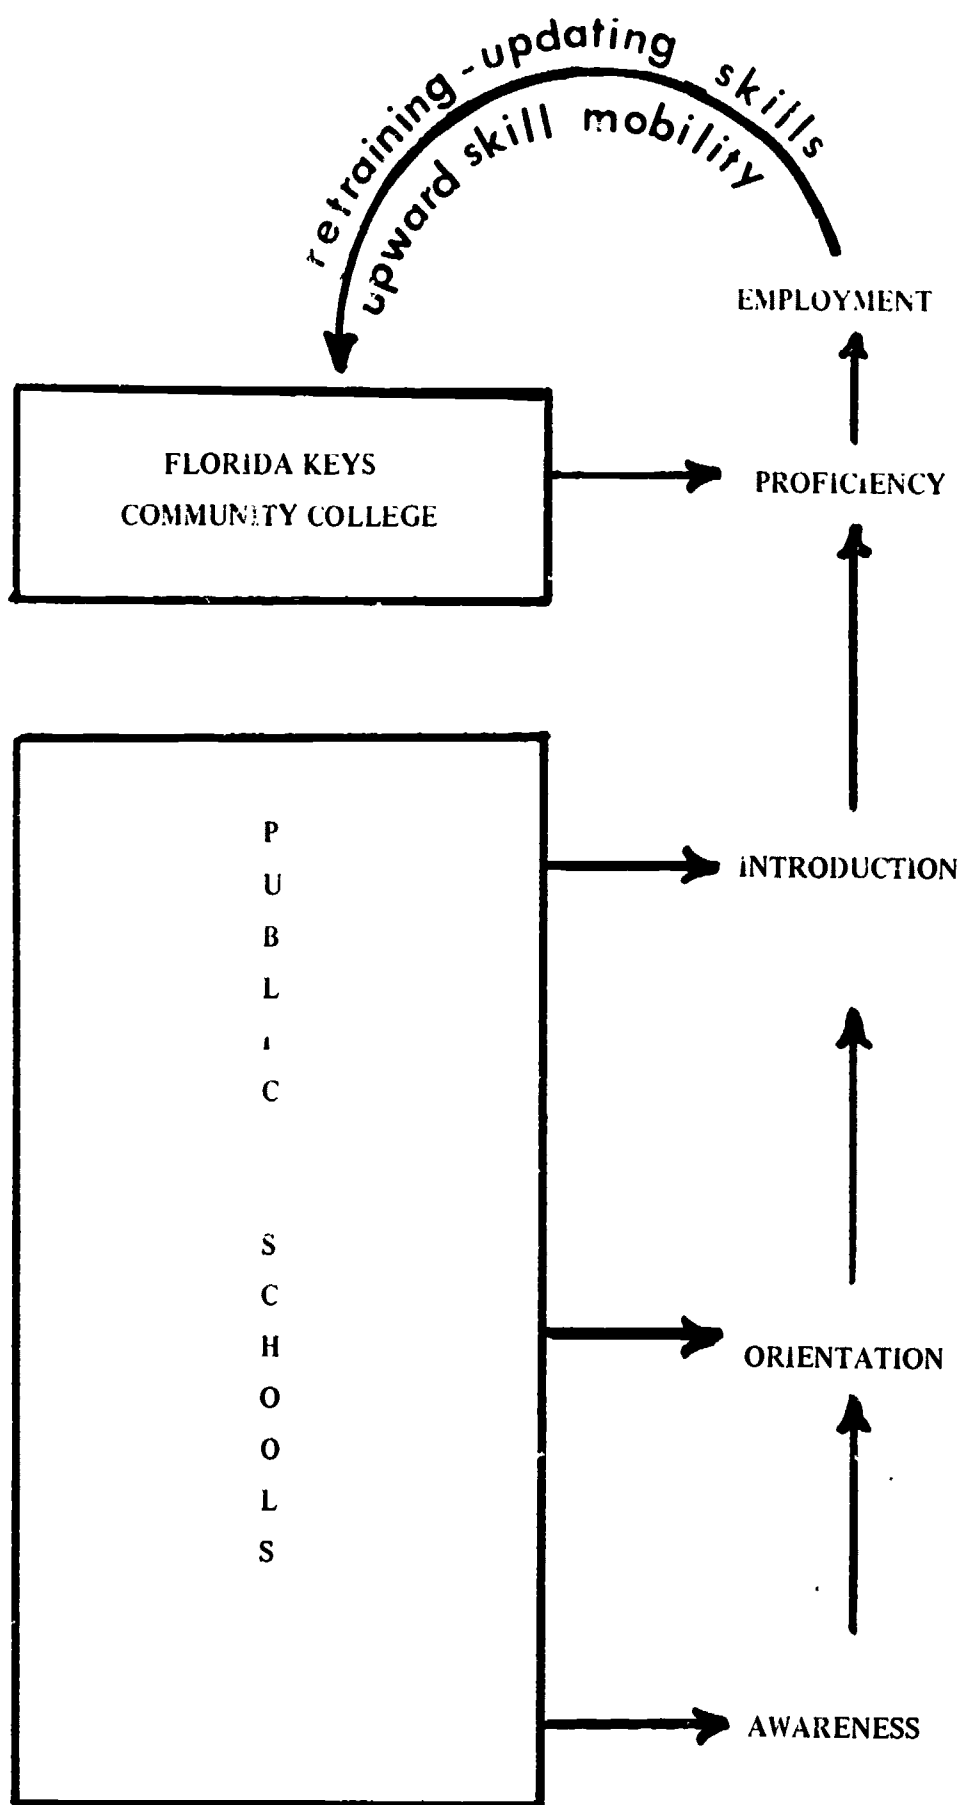 retraining-updating skills
upward skill mobility
EMPLOYMENT
FLORIDA KEYS
COMMUNITY COLLEGE
PROFICIENCY
PUBLIC
SCHOOLS
INTRODUCTION
ORIENTATION
AWARENESS